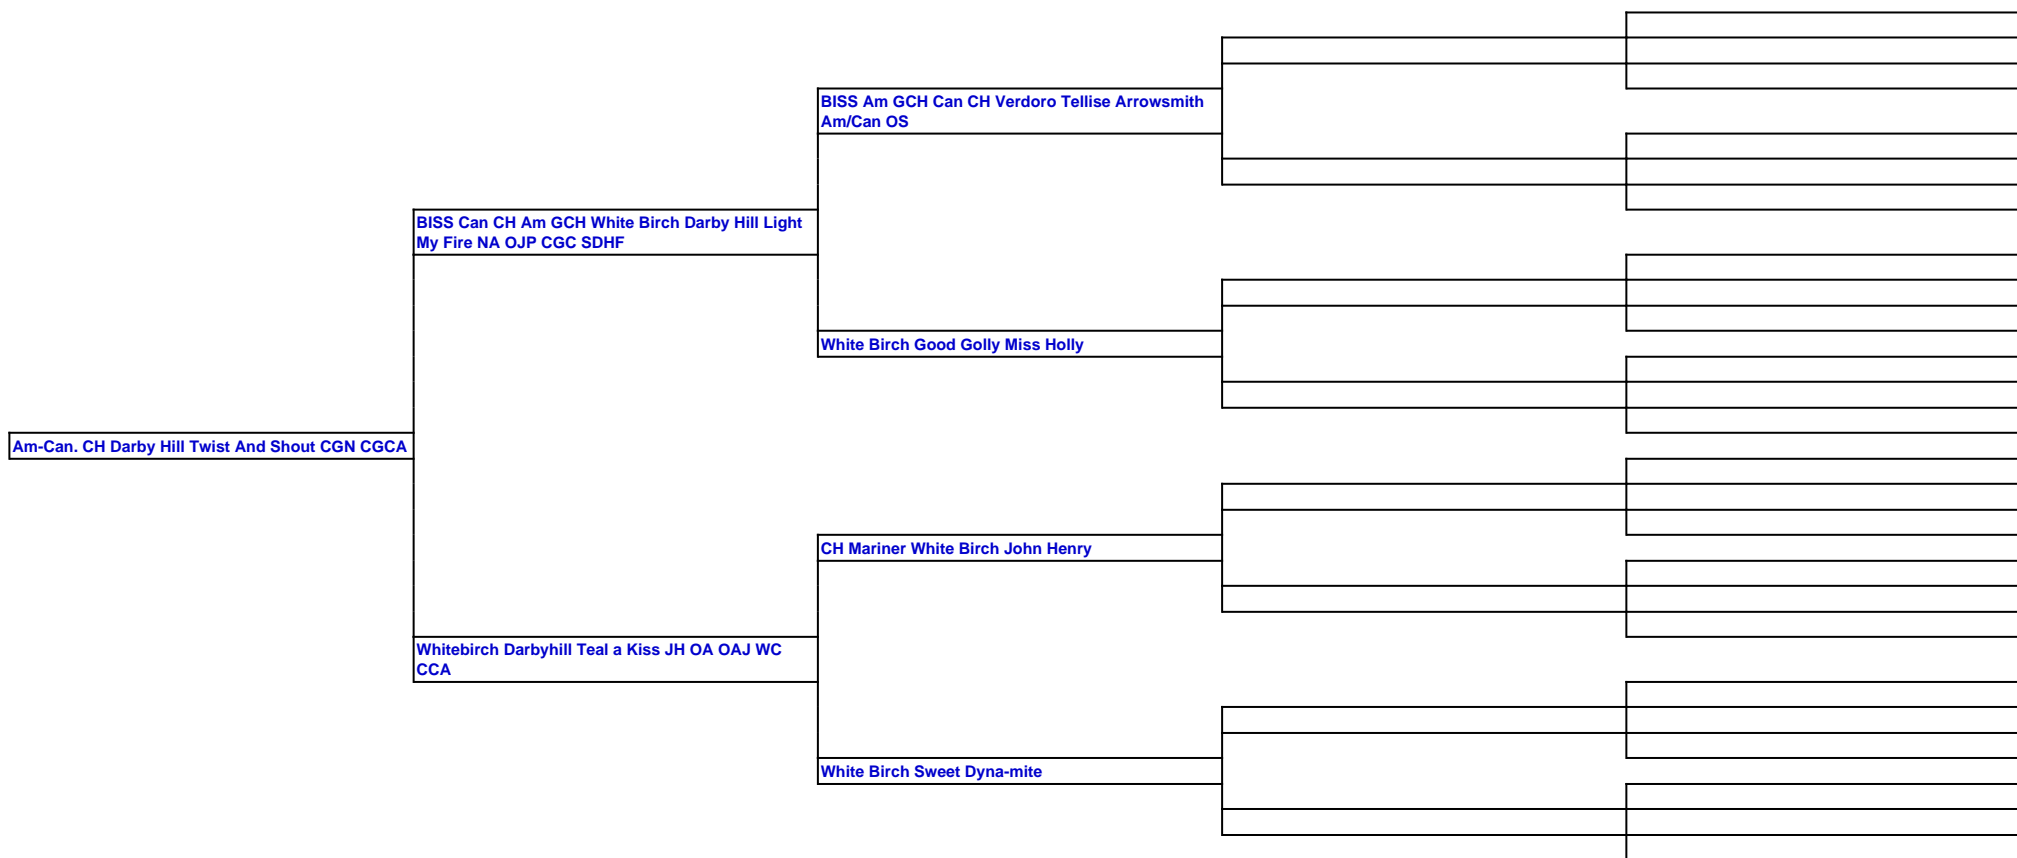 BISS Am GCH Can CH Verdoro Tellise Arrowsmith
Am/Can OS
BISS Can CH Am GCH White Birch Darby Hill Light
My Fire NA OJP CGC SDHF
White Birch Good Golly Miss Holly
Am-Can. CH Darby Hill Twist And Shout CGN CGCA
CH Mariner White Birch John Henry
Whitebirch Darbyhill Teal a Kiss JH OA OAJ WC
CCA
White Birch Sweet Dyna-mite